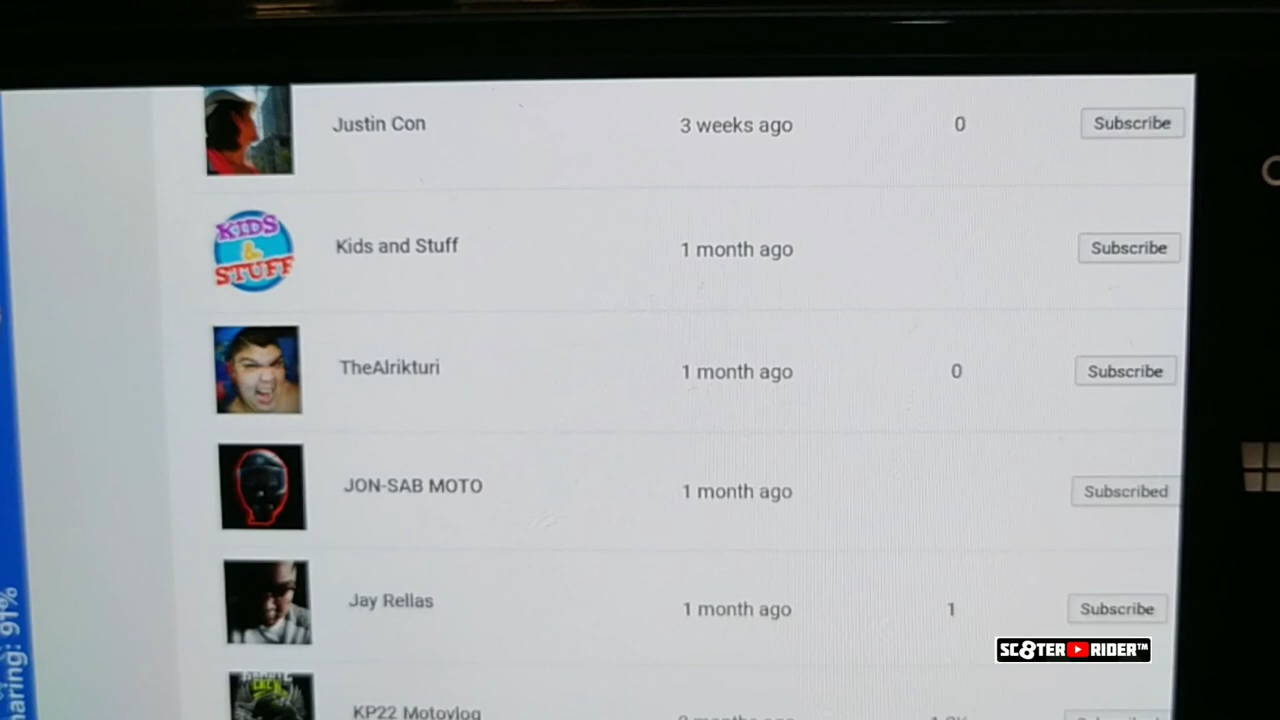 Justin Con 3 weeks ago 0 Subscribe
KIDS & STUFF
Kids and Stuff 1 month ago Subscribe
TheAlrikturi 1 month ago 0 Subscribe
JON-SAB MOTO 1 month ago Subscribed
Jay Rellas 1 month ago 1 Subscribe
SC8TER RIDER™
KP22 Motovlog
haring: 91%